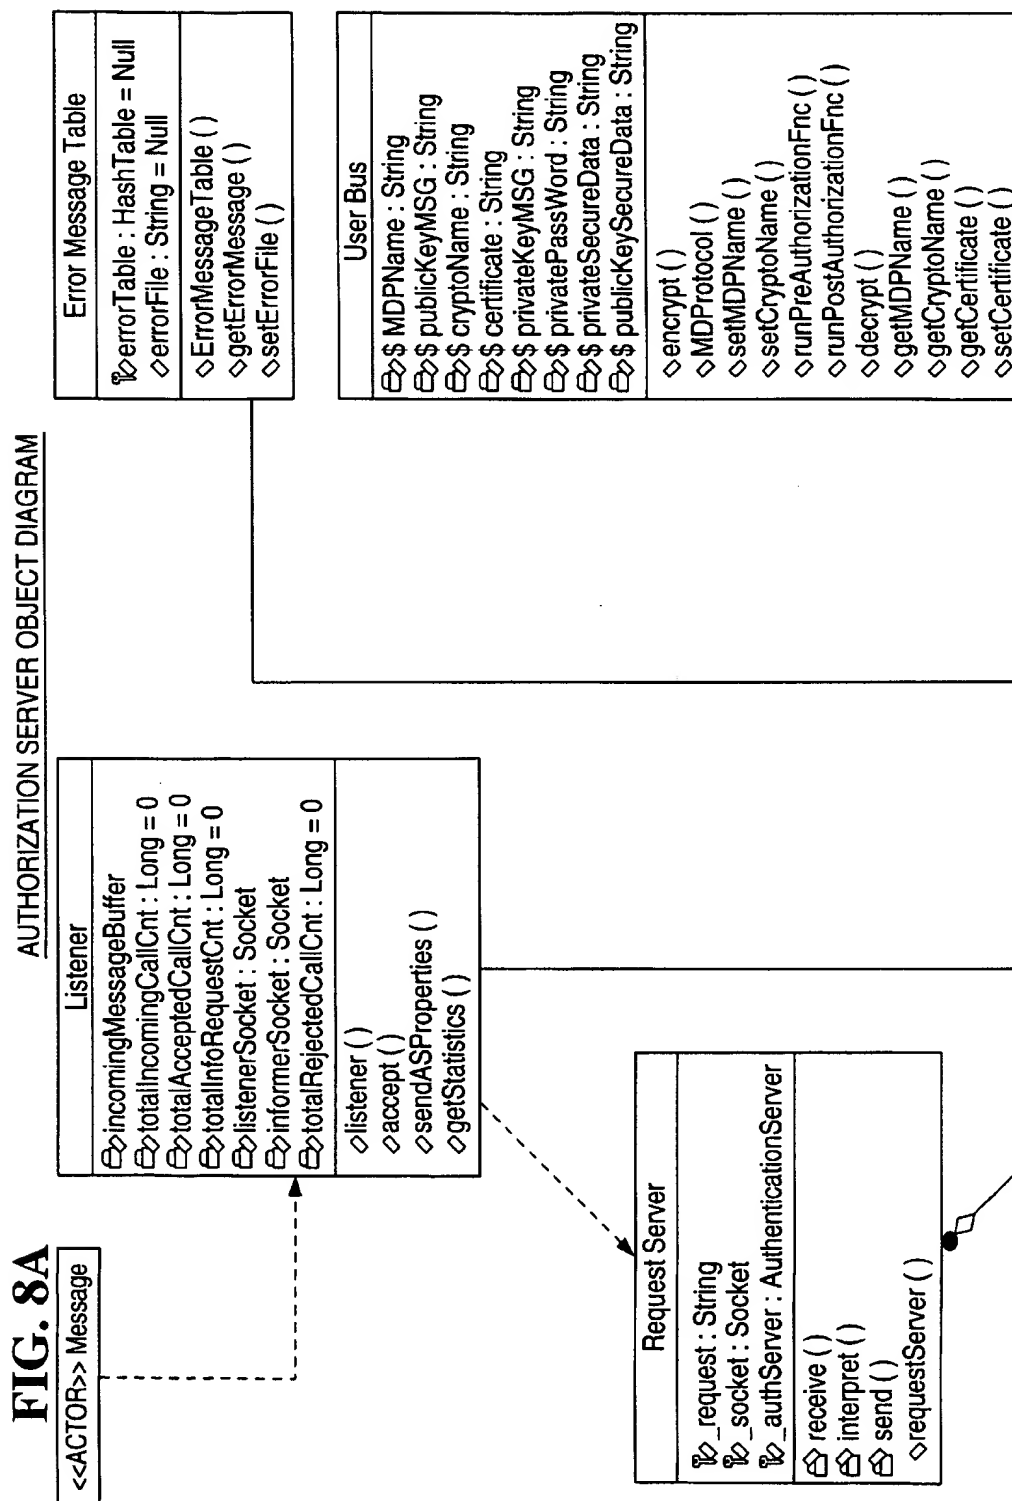 FIG. 8A
AUTHORIZATION SERVER OBJECT DIAGRAM
<<ACTOR>> Message
Listener
incomingMessageBuffer
totalIncomingCallCnt : Long = 0
totalAcceptedCallCnt : Long = 0
totalInfoRequestCnt : Long = 0
listenerSocket : Socket
informerSocket : Socket
totalRejectedCallCnt : Long = 0
listener ( )
accept ( )
sendASProperties ( )
getStatistics ( )
Error Message Table
errorTable : HashTable = Null
errorFile : String = Null
ErrorMessageTable ( )
getErrorMessage ( )
setErrorFile ( )
Request Server
_request : String
_socket : Socket
_authServer : AuthenticationServer
receive ( )
interpret ( )
send ( )
requestServer ( )
User Bus
$ MDPName : String
$ publicKeyMSG : String
$ cryptoName : String
$ certificate : String
$ privateKeyMSG : String
$ privatePassWord : String
$ privateSecureData : String
$ publicKeySecureData : String
encrypt ( )
MDProtocol ( )
setMDPName ( )
setCryptoName ( )
runPreAuthorizationFnc ( )
runPostAuthorizationFnc ( )
decrypt ( )
getMDPName ( )
getCryptoName ( )
getCertificate ( )
setCertificate ( )